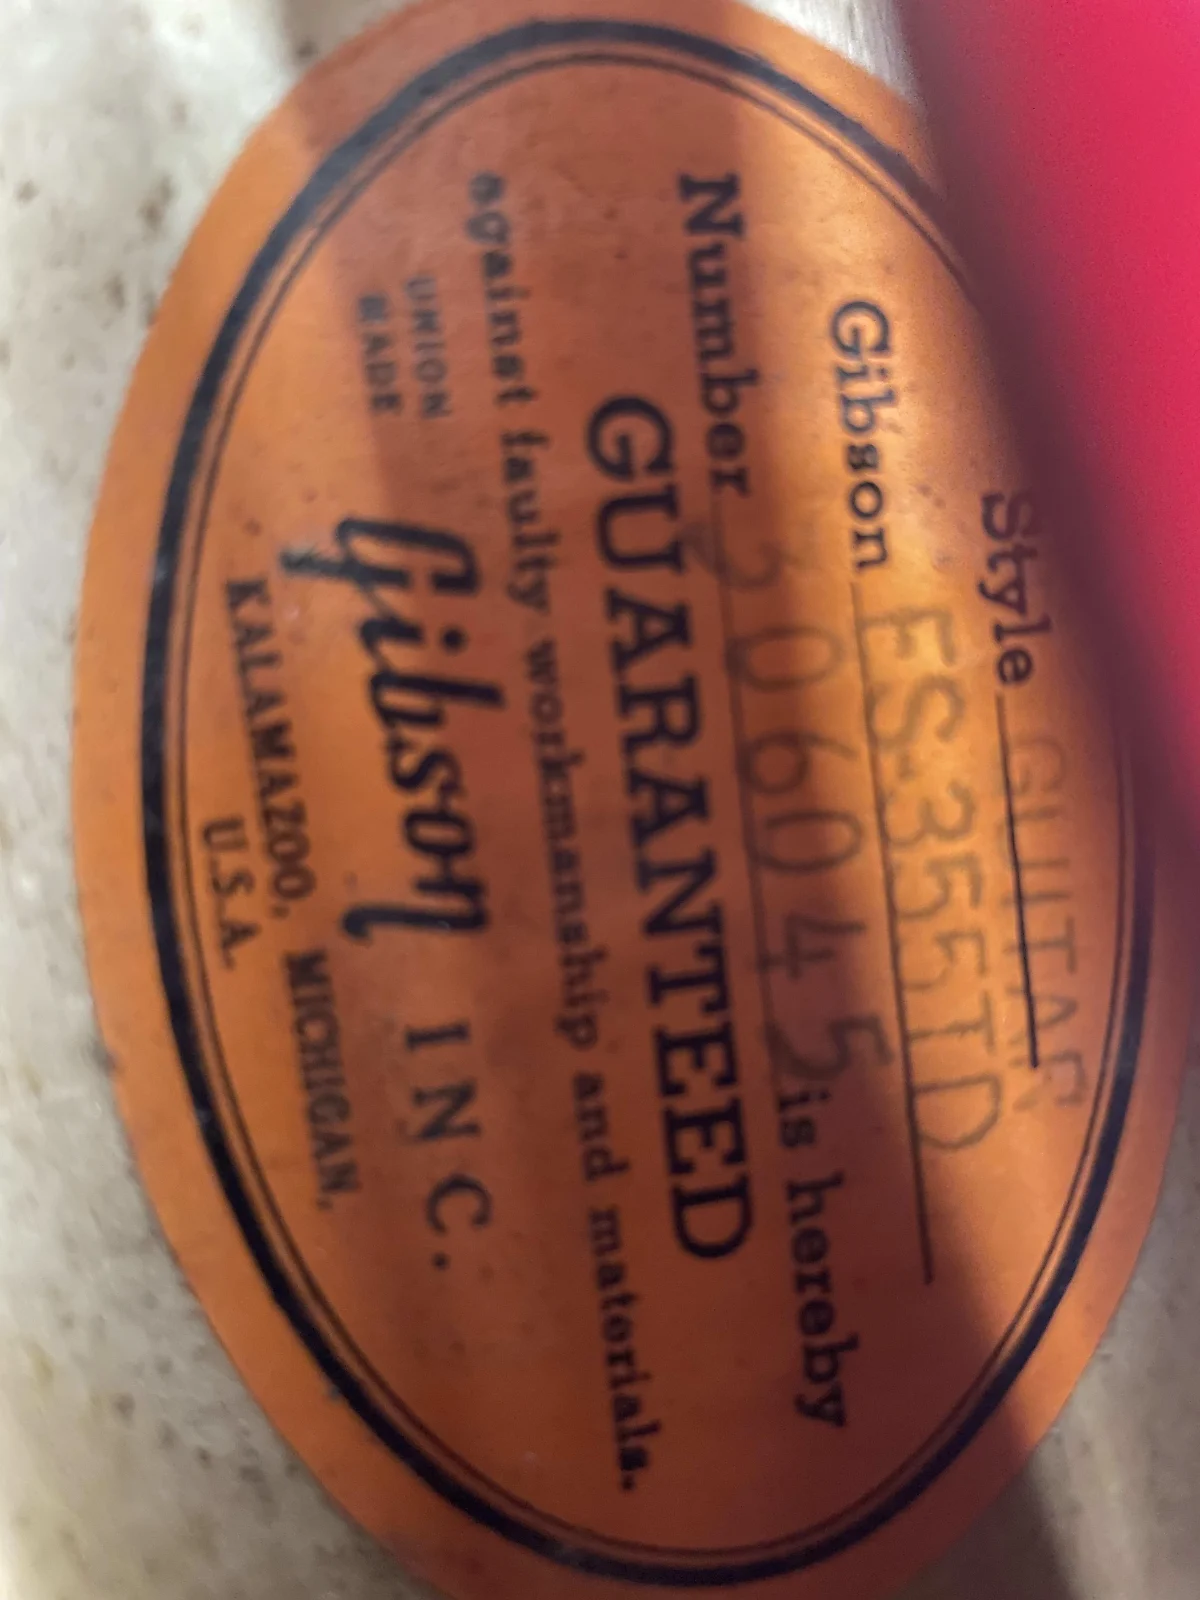 Style GUITAR
Gibson ES-355TD
Number 306045 is hereby
GUARANTEED
against faulty workmanship and materials.
UNION
MADE
Gibson INC.
KALAMAZOO, MICHIGAN,
U.S.A.